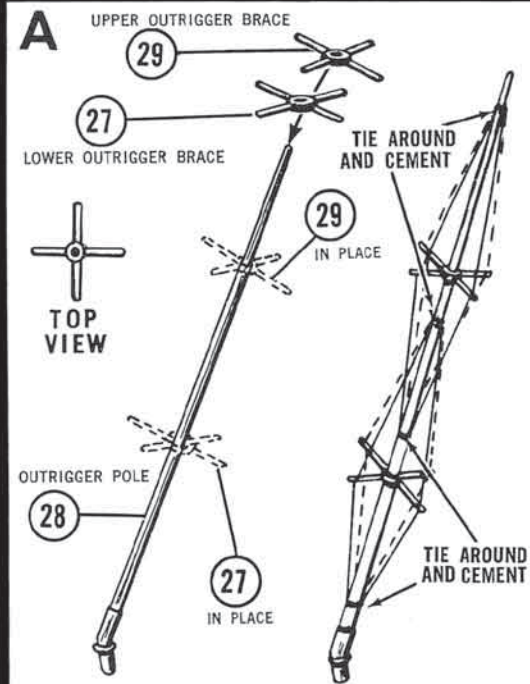 A
UPPER OUTRIGGER BRACE
29
27
LOWER OUTRIGGER BRACE
TIE AROUND
AND CEMENT
29
IN PLACE
TOP
VIEW
OUTRIGGER POLE
28
27
IN PLACE
TIE AROUND
AND CEMENT